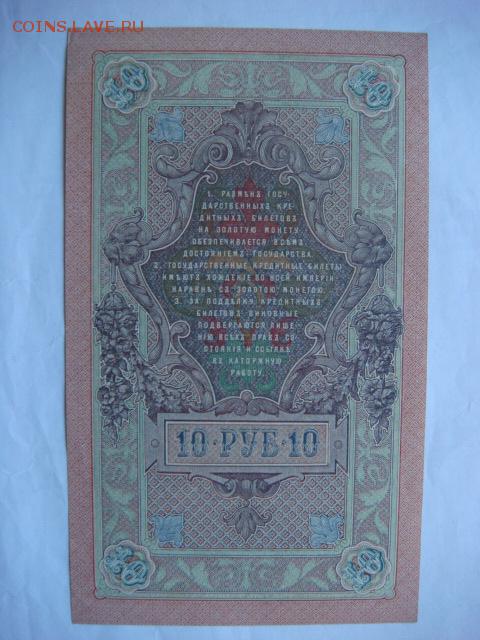 COINS.LAVE.RU
1. РАЗМѢНЪ ГОСУ-
ДАРСТВЕННЫХЪ КРЕ-
ДИТНЫХЪ БИЛЕТОВЪ
НА ЗОЛОТУЮ МОНЕТУ
ОБЕЗПЕЧИВАЕТСЯ ВСѢМЪ
ДОСТОЯНІЕМЪ ГОСУДАРСТВА.
2. ГОСУДАРСТВЕННЫЕ КРЕДИТНЫЕ БИЛЕТЫ
ИМѢЮТЪ ХОЖДЕНІЕ ВО ВСЕЙ ИМПЕРІИ
НАРАВНѢ СЪ ЗОЛОТОЮ МОНЕТОЮ.
3. ЗА ПОДДѢЛКУ КРЕДИТНЫХЪ
БИЛЕТОВЪ ВИНОВНЫЕ
ПОДВЕРГАЮТСЯ ЛИШЕ-
НІЮ ВСѢХЪ ПРАВЪ СО-
СТОЯНІЯ И ССЫЛКѢ
ВЪ КАТОРЖНУЮ
РАБОТУ.
10·РУБ·10